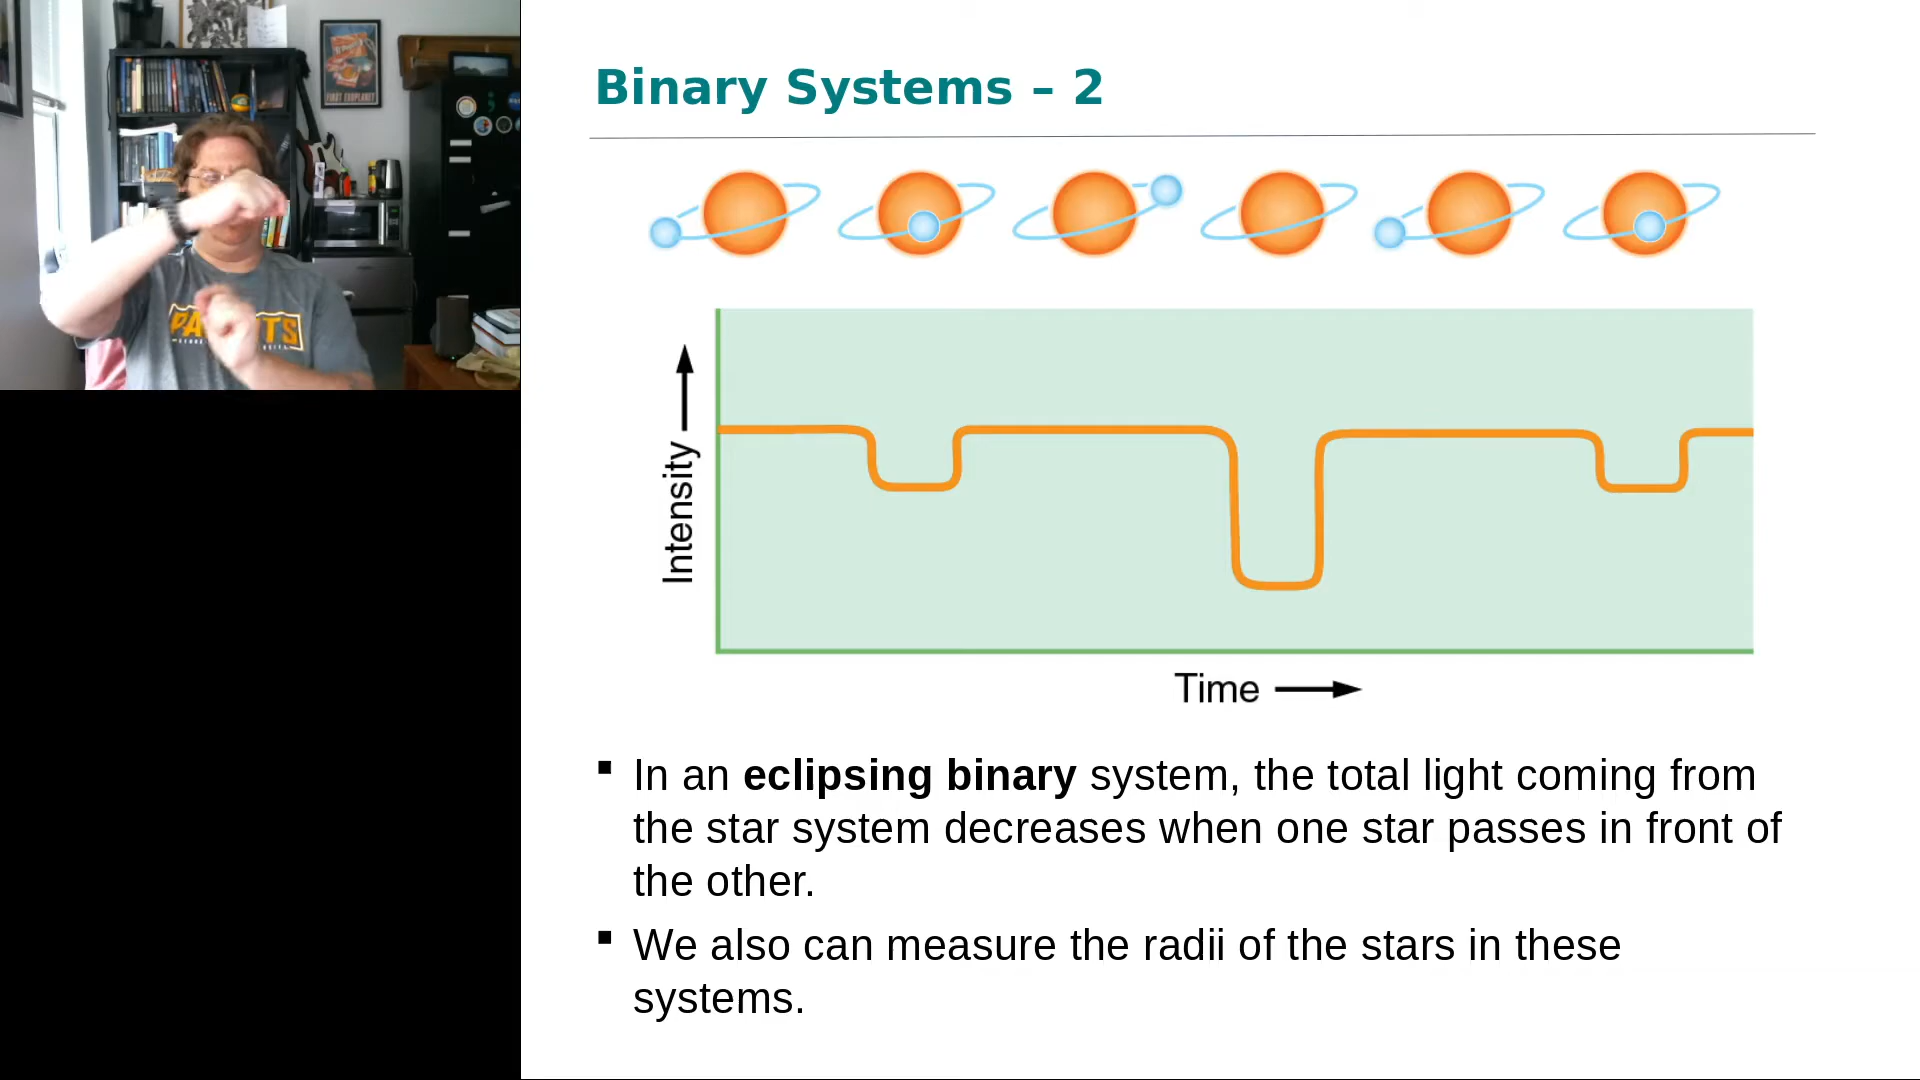 Binary Systems – 2
Intensity
Time
In an eclipsing binary system, the total light coming from
the star system decreases when one star passes in front of
the other.
We also can measure the radii of the stars in these
systems.